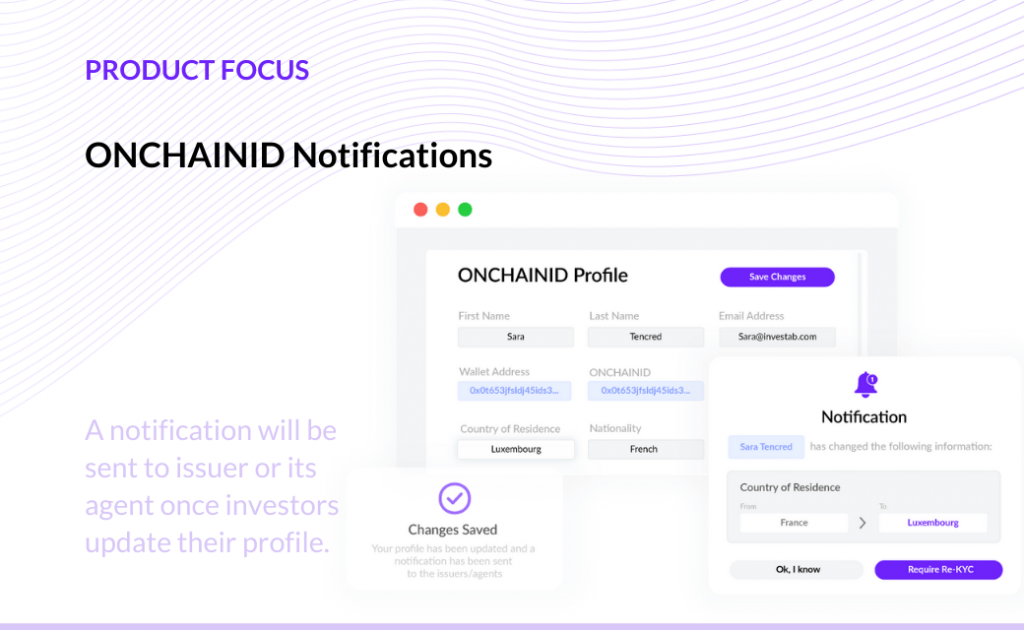 PRODUCT FOCUS
ONCHAINID Notifications
ONCHAINID Profile
Save Changes
First Name
Last Name
Email Address
Sara
Tencred
Sara@investab.com
Wallet Address
ONCHAINID
0x0t653jfsldj45ids3...
0x0t653jfsldj45ids3...
Country of Residence
Nationality
Luxembourg
French
A notification will be
sent to issuer or its
agent once investors
update their profile.
Changes Saved
Your profile has been updated and a
notification has been sent
to the issuers/agents
1
Notification
Sara Tencred has changed the following information:
Country of Residence
From
To
France
Luxembourg
Ok, I know
Require Re-KYC